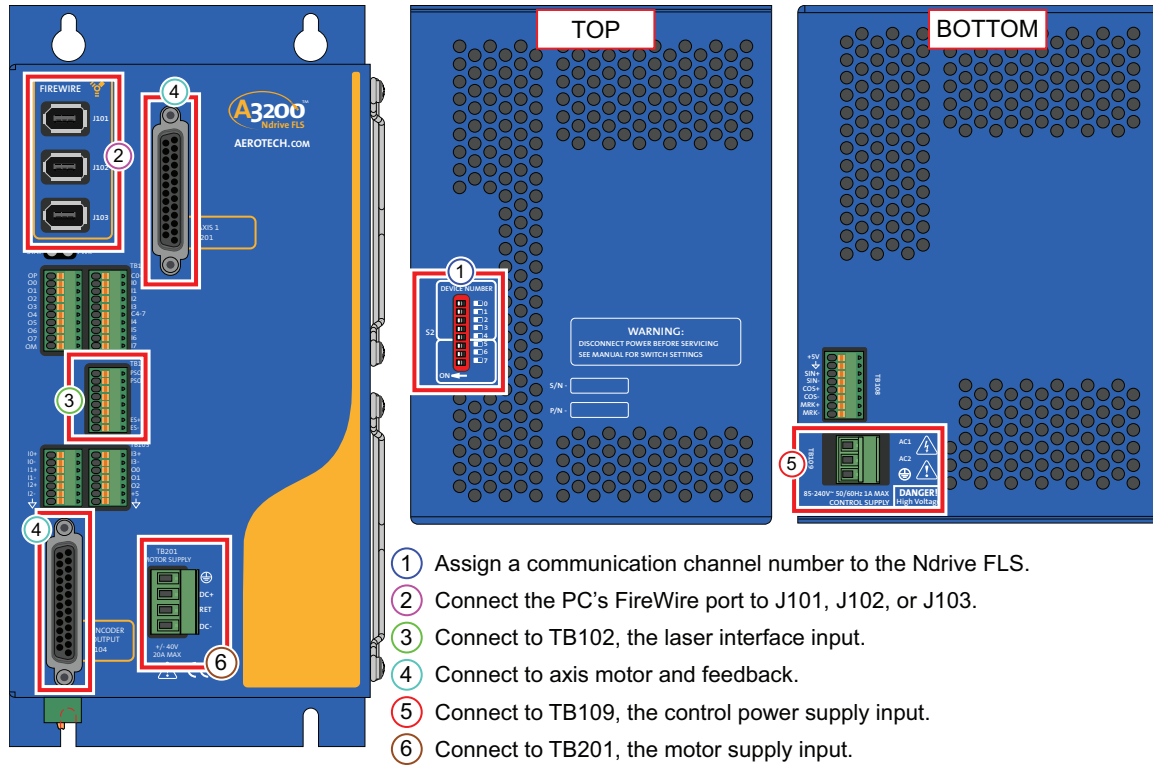 TOP
BOTTOM
FIREWIRE
J101
J102
J103
4
2
A3200™
Ndrive FLS
AEROTECH.COM
AXIS 1
201
TB1
OP
O0
O1
O2
O3
O4
O5
O6
O7
OM
I0
I1
I2
I3
C4-7
I4
I5
I6
I7
3
PSO
PSO
ES+
ES-
I0+
I0-
I1+
I1-
I2+
I2-
I3+
I3-
O0
O1
O2
+5
4
NCODER
OUTPUT
104
TB201
MOTOR SUPPLY
DC+
RET
DC-
+/- 40V
20A MAX
6
1
DEVICE NUMBER
S2
0
1
2
3
4
5
6
7
ON
WARNING:
DISCONNECT POWER BEFORE SERVICING
SEE MANUAL FOR SWITCH SETTINGS
S/N -
P/N -
+5V
SIN+
SIN-
COS+
COS-
MRK+
MRK-
TB108
5
TB109
AC1
AC2
85-240V~ 50/60Hz 1A MAX
CONTROL SUPPLY
DANGER!
High Voltage
1 Assign a communication channel number to the Ndrive FLS.
2 Connect the PC's FireWire port to J101, J102, or J103.
3 Connect to TB102, the laser interface input.
4 Connect to axis motor and feedback.
5 Connect to TB109, the control power supply input.
6 Connect to TB201, the motor supply input.